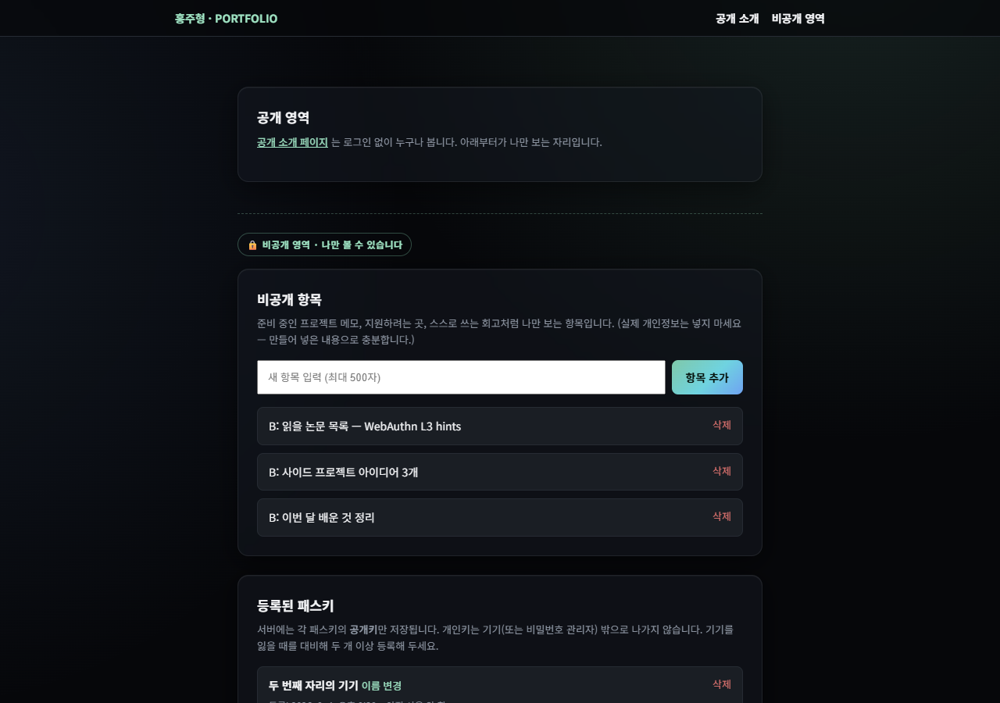 홍주형 · PORTFOLIO
공개 소개 비공개 영역
공개 영역
공개 소개 페이지 는 로그인 없이 누구나 봅니다. 아래부터가 나만 보는 자리입니다.
🔒 비공개 영역 · 나만 볼 수 있습니다
비공개 항목
준비 중인 프로젝트 메모, 지원하려는 곳, 스스로 쓰는 회고처럼 나만 보는 항목입니다. (실제 개인정보는 넣지 마세요
— 만들어 넣은 내용으로 충분합니다.)
새 항목 입력 (최대 500자) 항목 추가
B: 읽을 논문 목록 — WebAuthn L3 hints 삭제
B: 사이드 프로젝트 아이디어 3개 삭제
B: 이번 달 배운 것 정리 삭제
등록된 패스키
서버에는 각 패스키의 공개키만 저장됩니다. 개인키는 기기(또는 비밀번호 관리자) 밖으로 나가지 않습니다. 기기를
잃을 때를 대비해 두 개 이상 등록해 두세요.
두 번째 자리의 기기 이름 변경 삭제